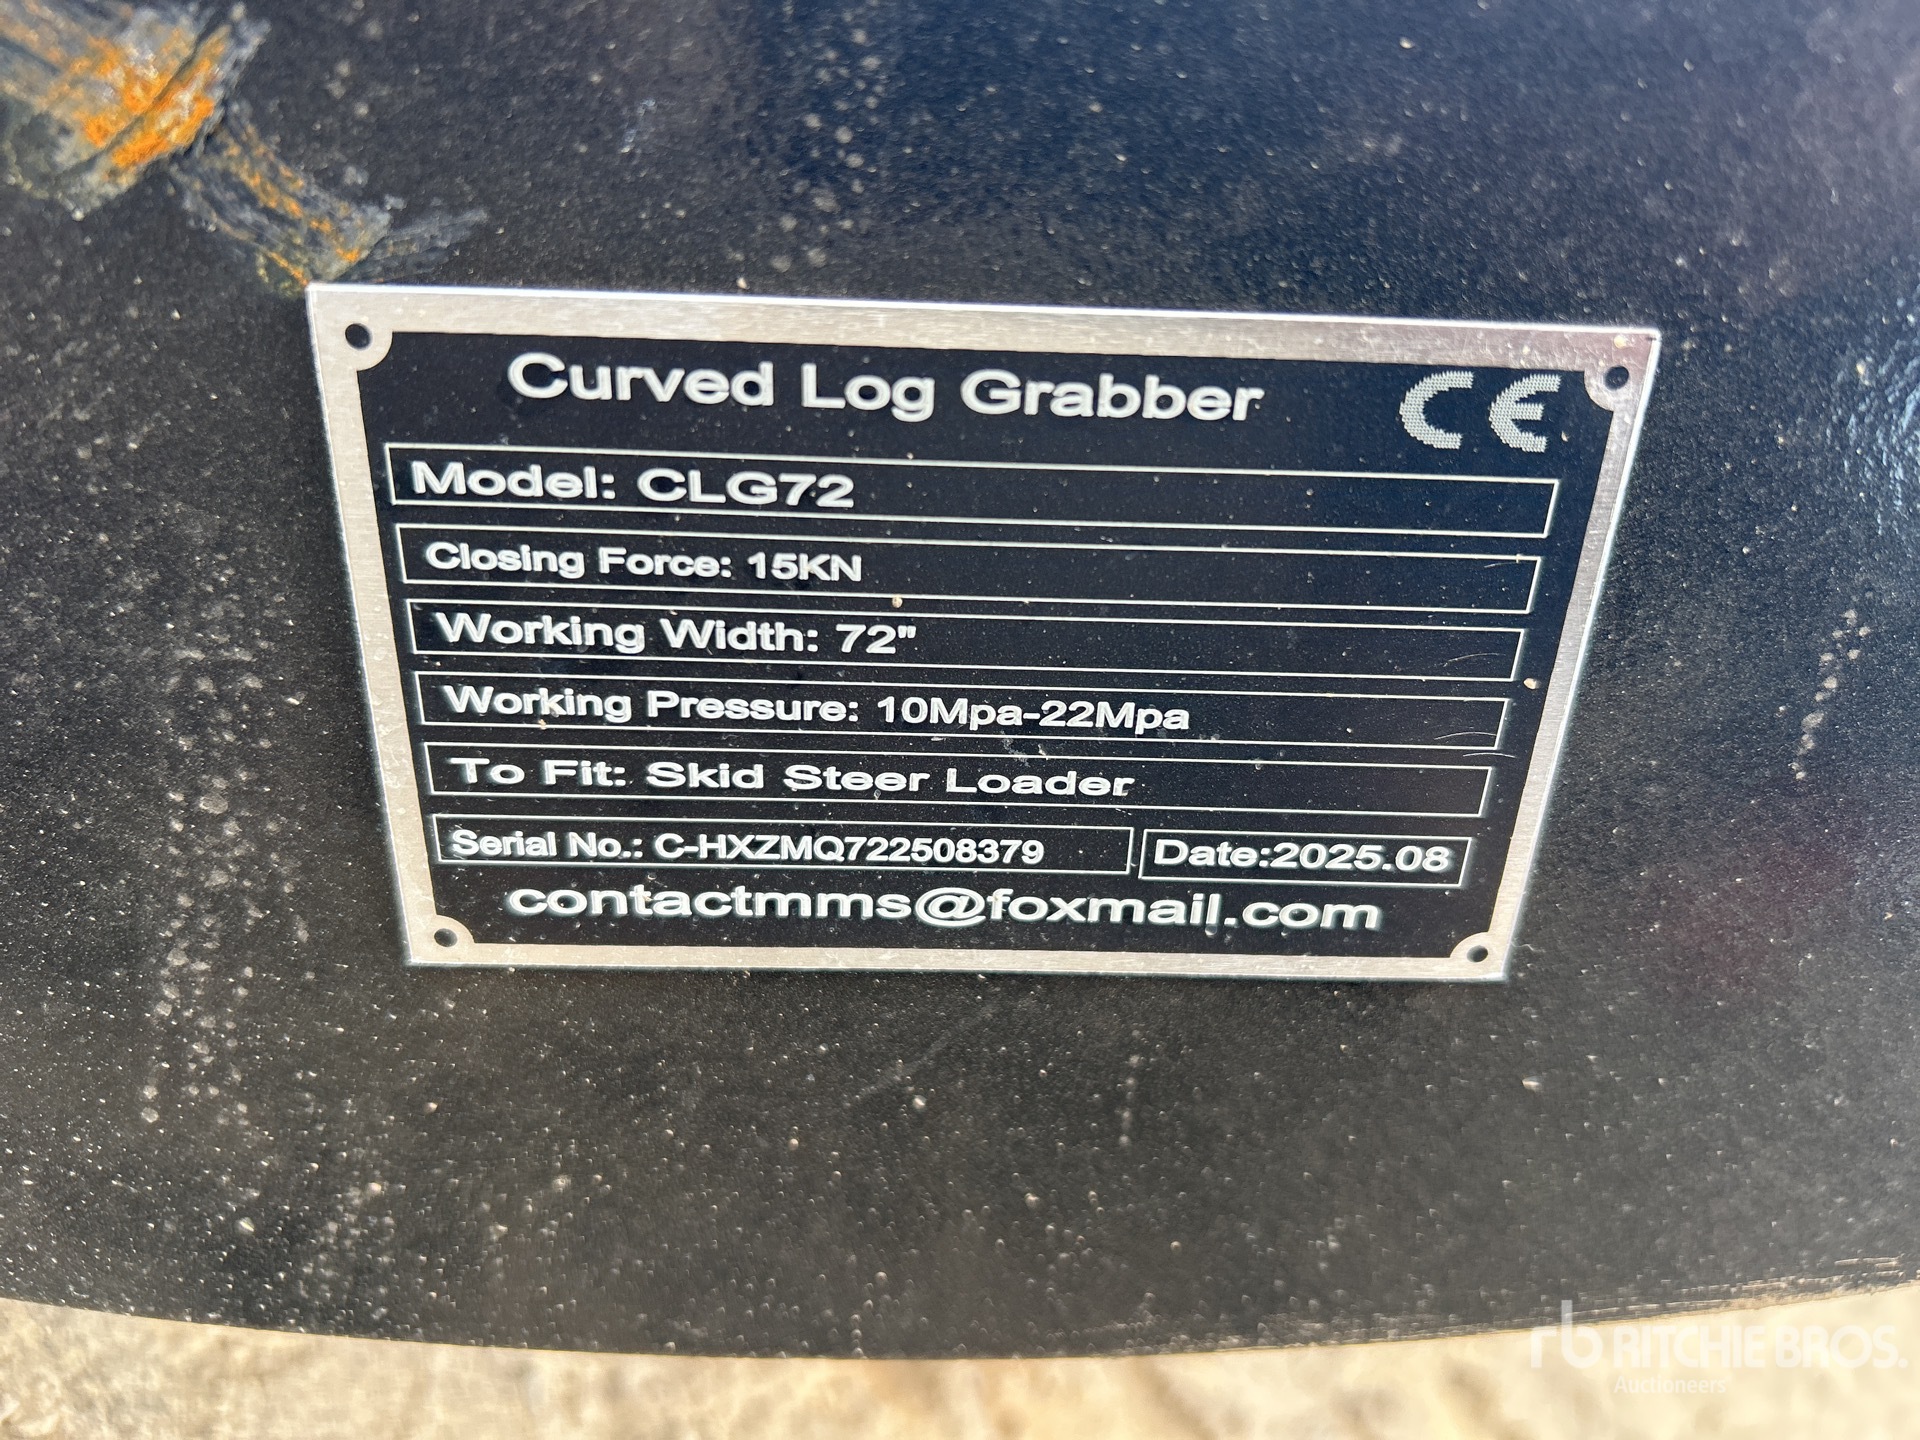 Curved Log Grabber CE
Model: CLG72
Closing Force: 15KN
Working Width: 72"
Working Pressure: 10Mpa-22Mpa
To Fit: Skid Steer Loader
Serial No.: C-HXZMQ722508379 Date:2025.08
contactmms@foxmail.com
rb RITCHIE BROS.
Auctioneers